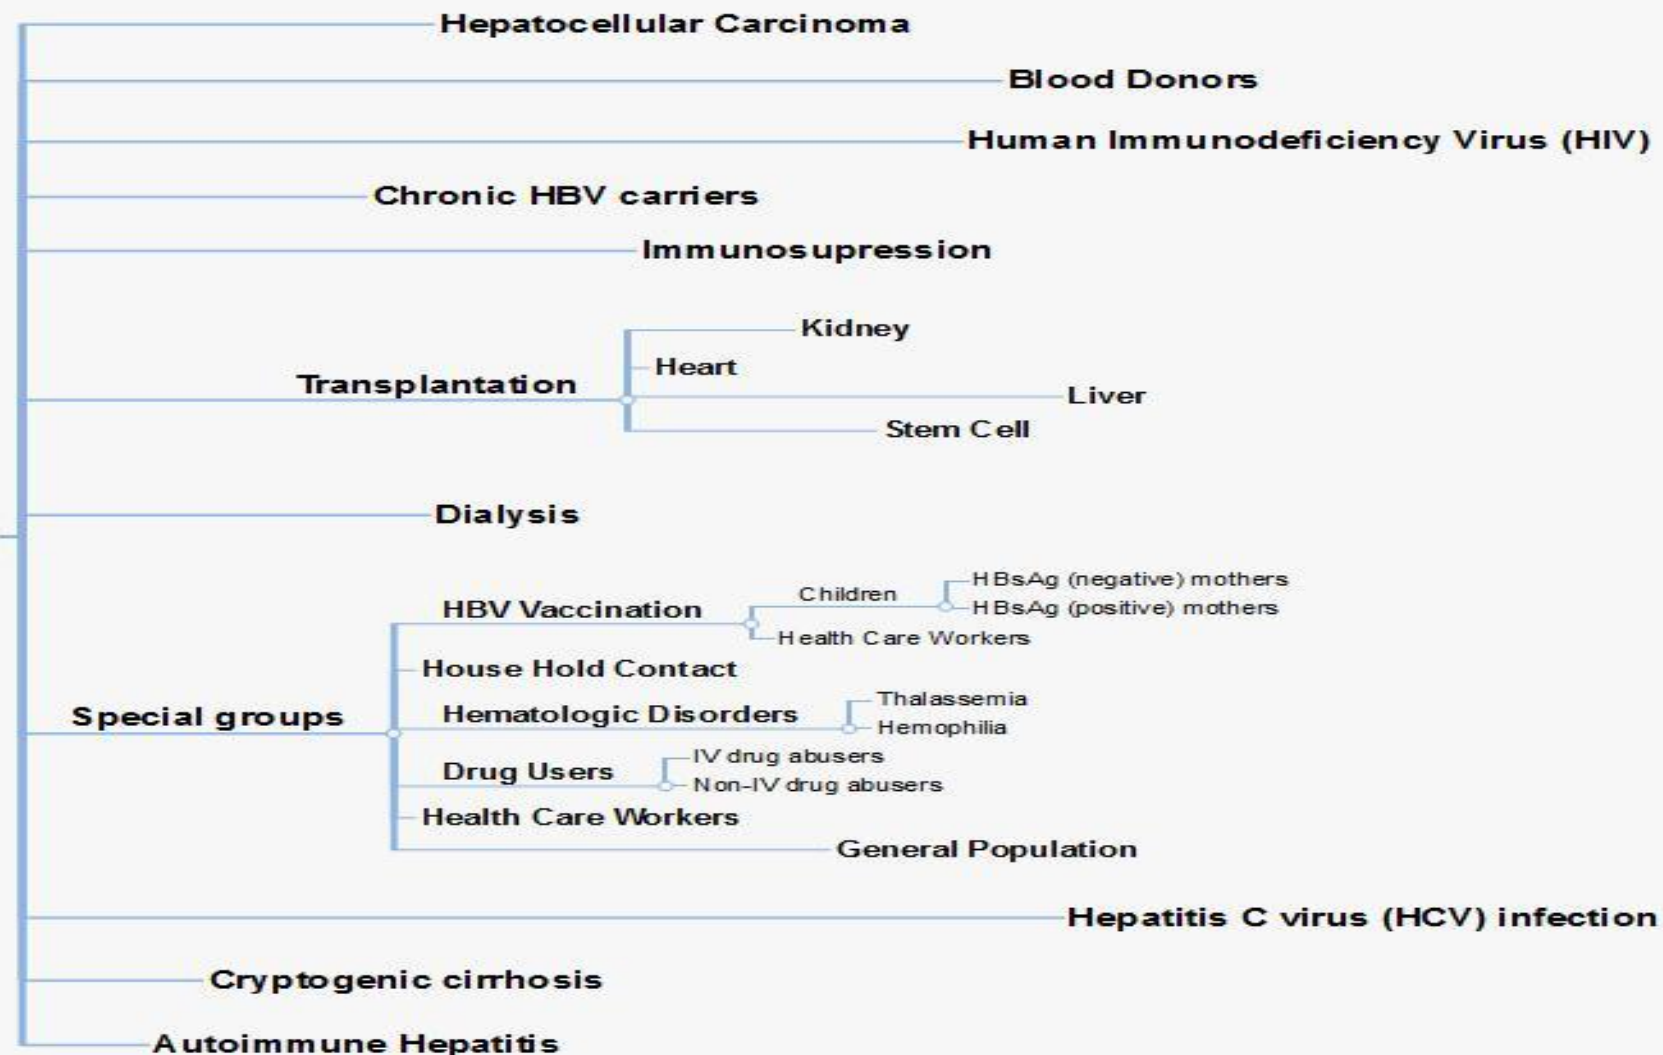 Hepatocellular Carcinoma
Blood Donors
Human Immunodeficiency Virus (HIV)
Chronic HBV carriers
Immunosupression
Transplantation
Kidney
Heart
Liver
Stem Cell
Dialysis
Special groups
HBV Vaccination
Children
HBsAg (negative) mothers
HBsAg (positive) mothers
Health Care Workers
House Hold Contact
Hematologic Disorders
Thalassemia
Hemophilia
Drug Users
IV drug abusers
Non-IV drug abusers
Health Care Workers
General Population
Hepatitis C virus (HCV) infection
Cryptogenic cirrhosis
Autoimmune Hepatitis